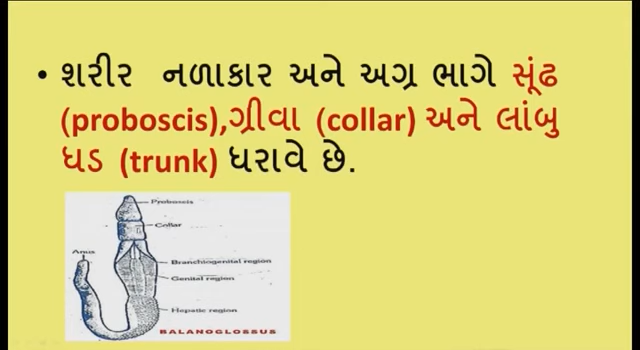 • શરીર નળાકાર અને અગ્ર ભાગે સૂંઢ
(proboscis),ગ્રીવા (collar) અને લાંબુ
ધડ (trunk) ધરાવે છે.
Proboscis
Collar
Anus
Branchiogenital region
Genital region
Hepatic region
BALANOGLOSSUS